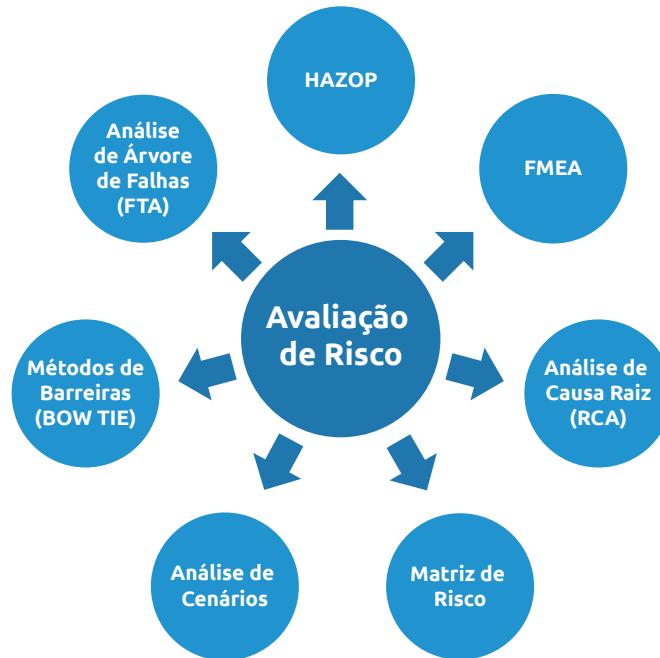 HAZOP
FMEA
Análise de
Causa Raiz
(RCA)
Matriz de
Risco
Análise de
Cenários
Métodos de
Barreiras
(BOW TIE)
Análise
de Árvore
de Falhas
(FTA)
Avaliação
de Risco